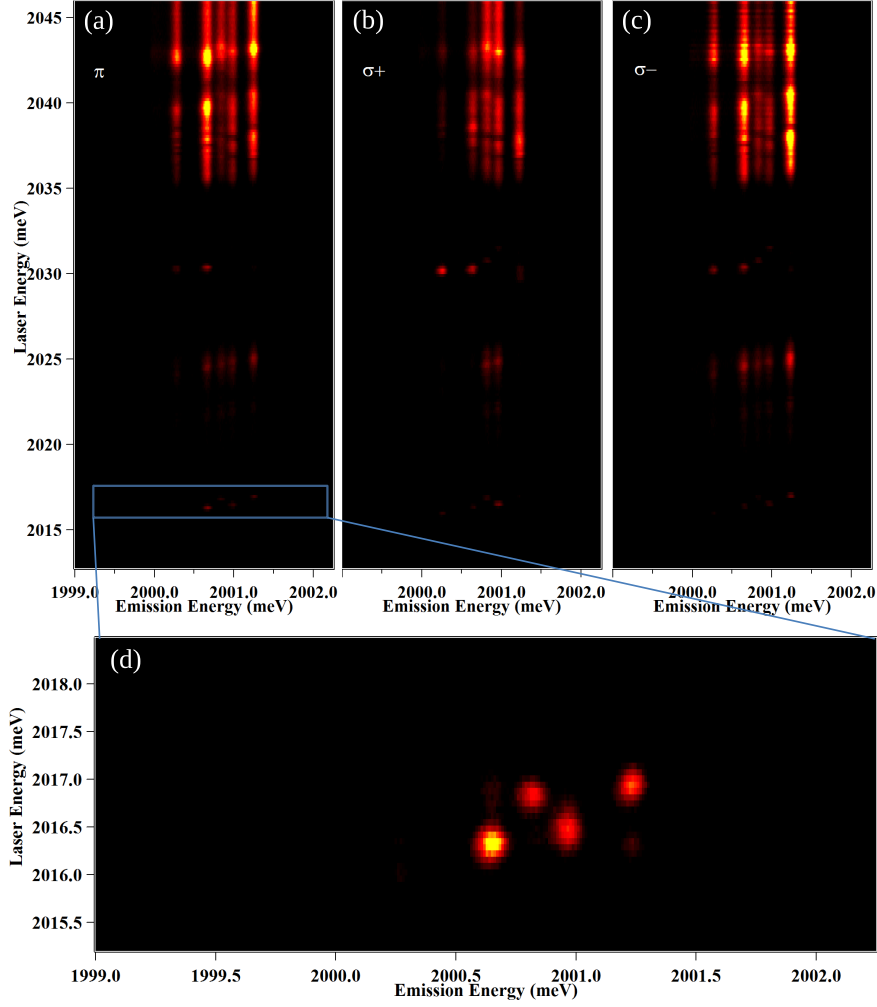 (a)
(b)
(c)
π
σ+
σ−
2045
2040
2035
2030
2025
2020
2015
Laser Energy (meV)
1999.0 2000.0 2001.0 2002.0
2000.0 2001.0 2002.0
2000.0 2001.0 2002.0
Emission Energy (meV)
Emission Energy (meV)
Emission Energy (meV)
(d)
2018.0
2017.5
2017.0
2016.5
2016.0
2015.5
Laser Energy (meV)
1999.0 1999.5 2000.0 2000.5 2001.0 2001.5 2002.0
Emission Energy (meV)